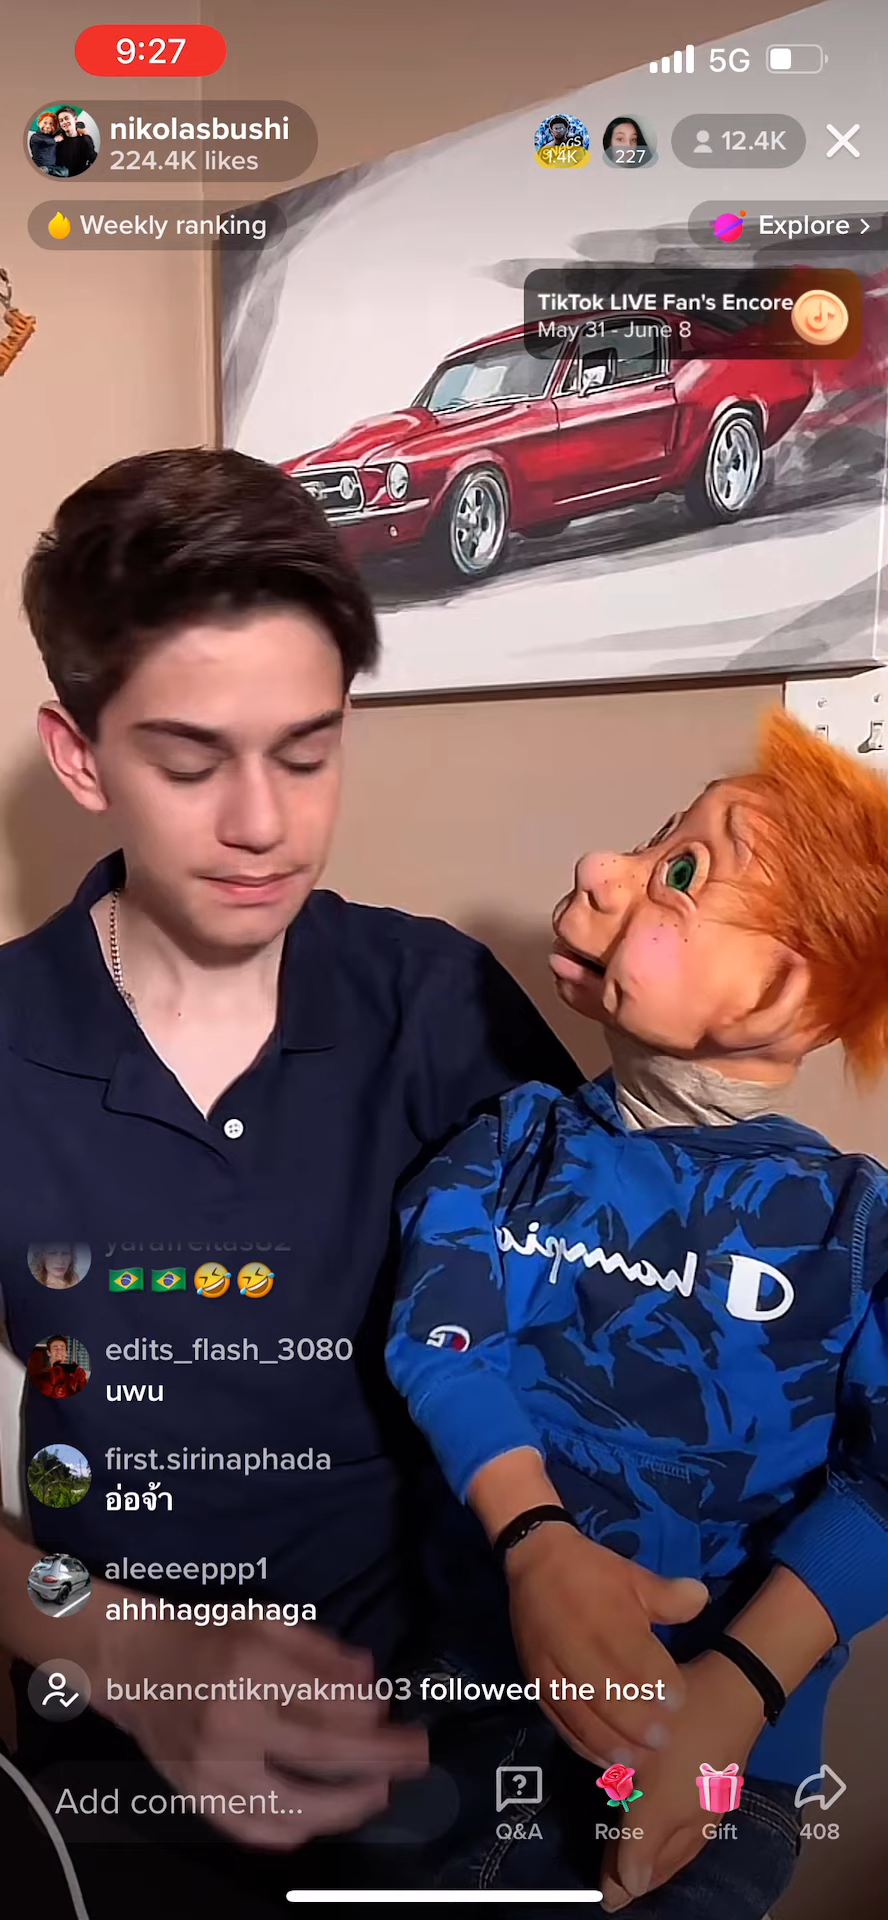 9:27
5G
nikolasbushi
224.4K likes
227
12.4K
Weekly ranking
Explore >
TikTok LIVE Fan's Encore
May 31 - June 8
Champio
🇧🇷🇧🇷🤣🤣
edits_flash_3080
uwu
first.sirinaphada
อ่อจ้า
aleeeeppp1
ahhhaggahaga
bukancntiknyakmu03 followed the host
Add comment...
Q&A
Rose
Gift
408